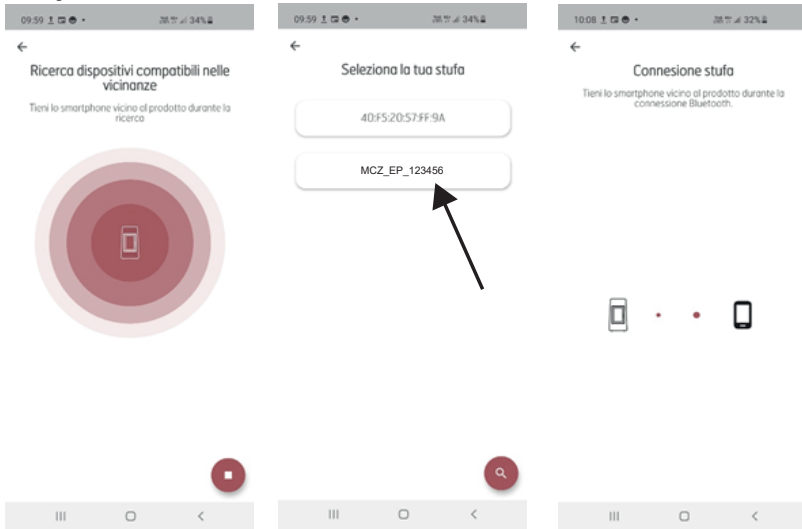 09:59
34%
Ricerca dispositivi compatibili nelle
vicinanze
Tieni lo smartphone vicino al prodotto durante la
ricerca
09:59
34%
Seleziona la tua stufa
40:F5:20:57:FF:9A
MCZ_EP_123456
10:08
32%
Connesione stufa
Tieni lo smartphone vicino al prodotto durante la
connessione Bluetooth.